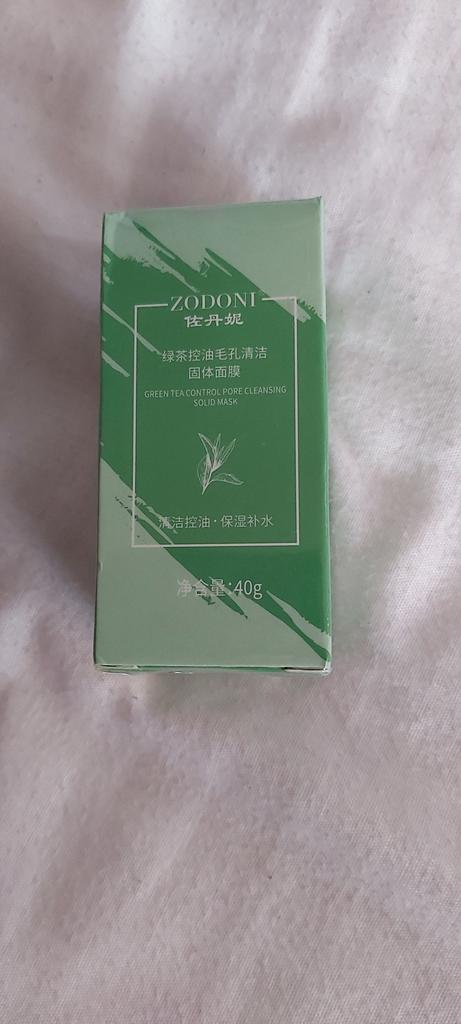 ZODONI
佐丹妮
绿茶控油毛孔清洁
固体面膜
GREEN TEA CONTROL PORE CLEANSING
SOLID MASK
清洁控油·保湿补水
净含量:40g